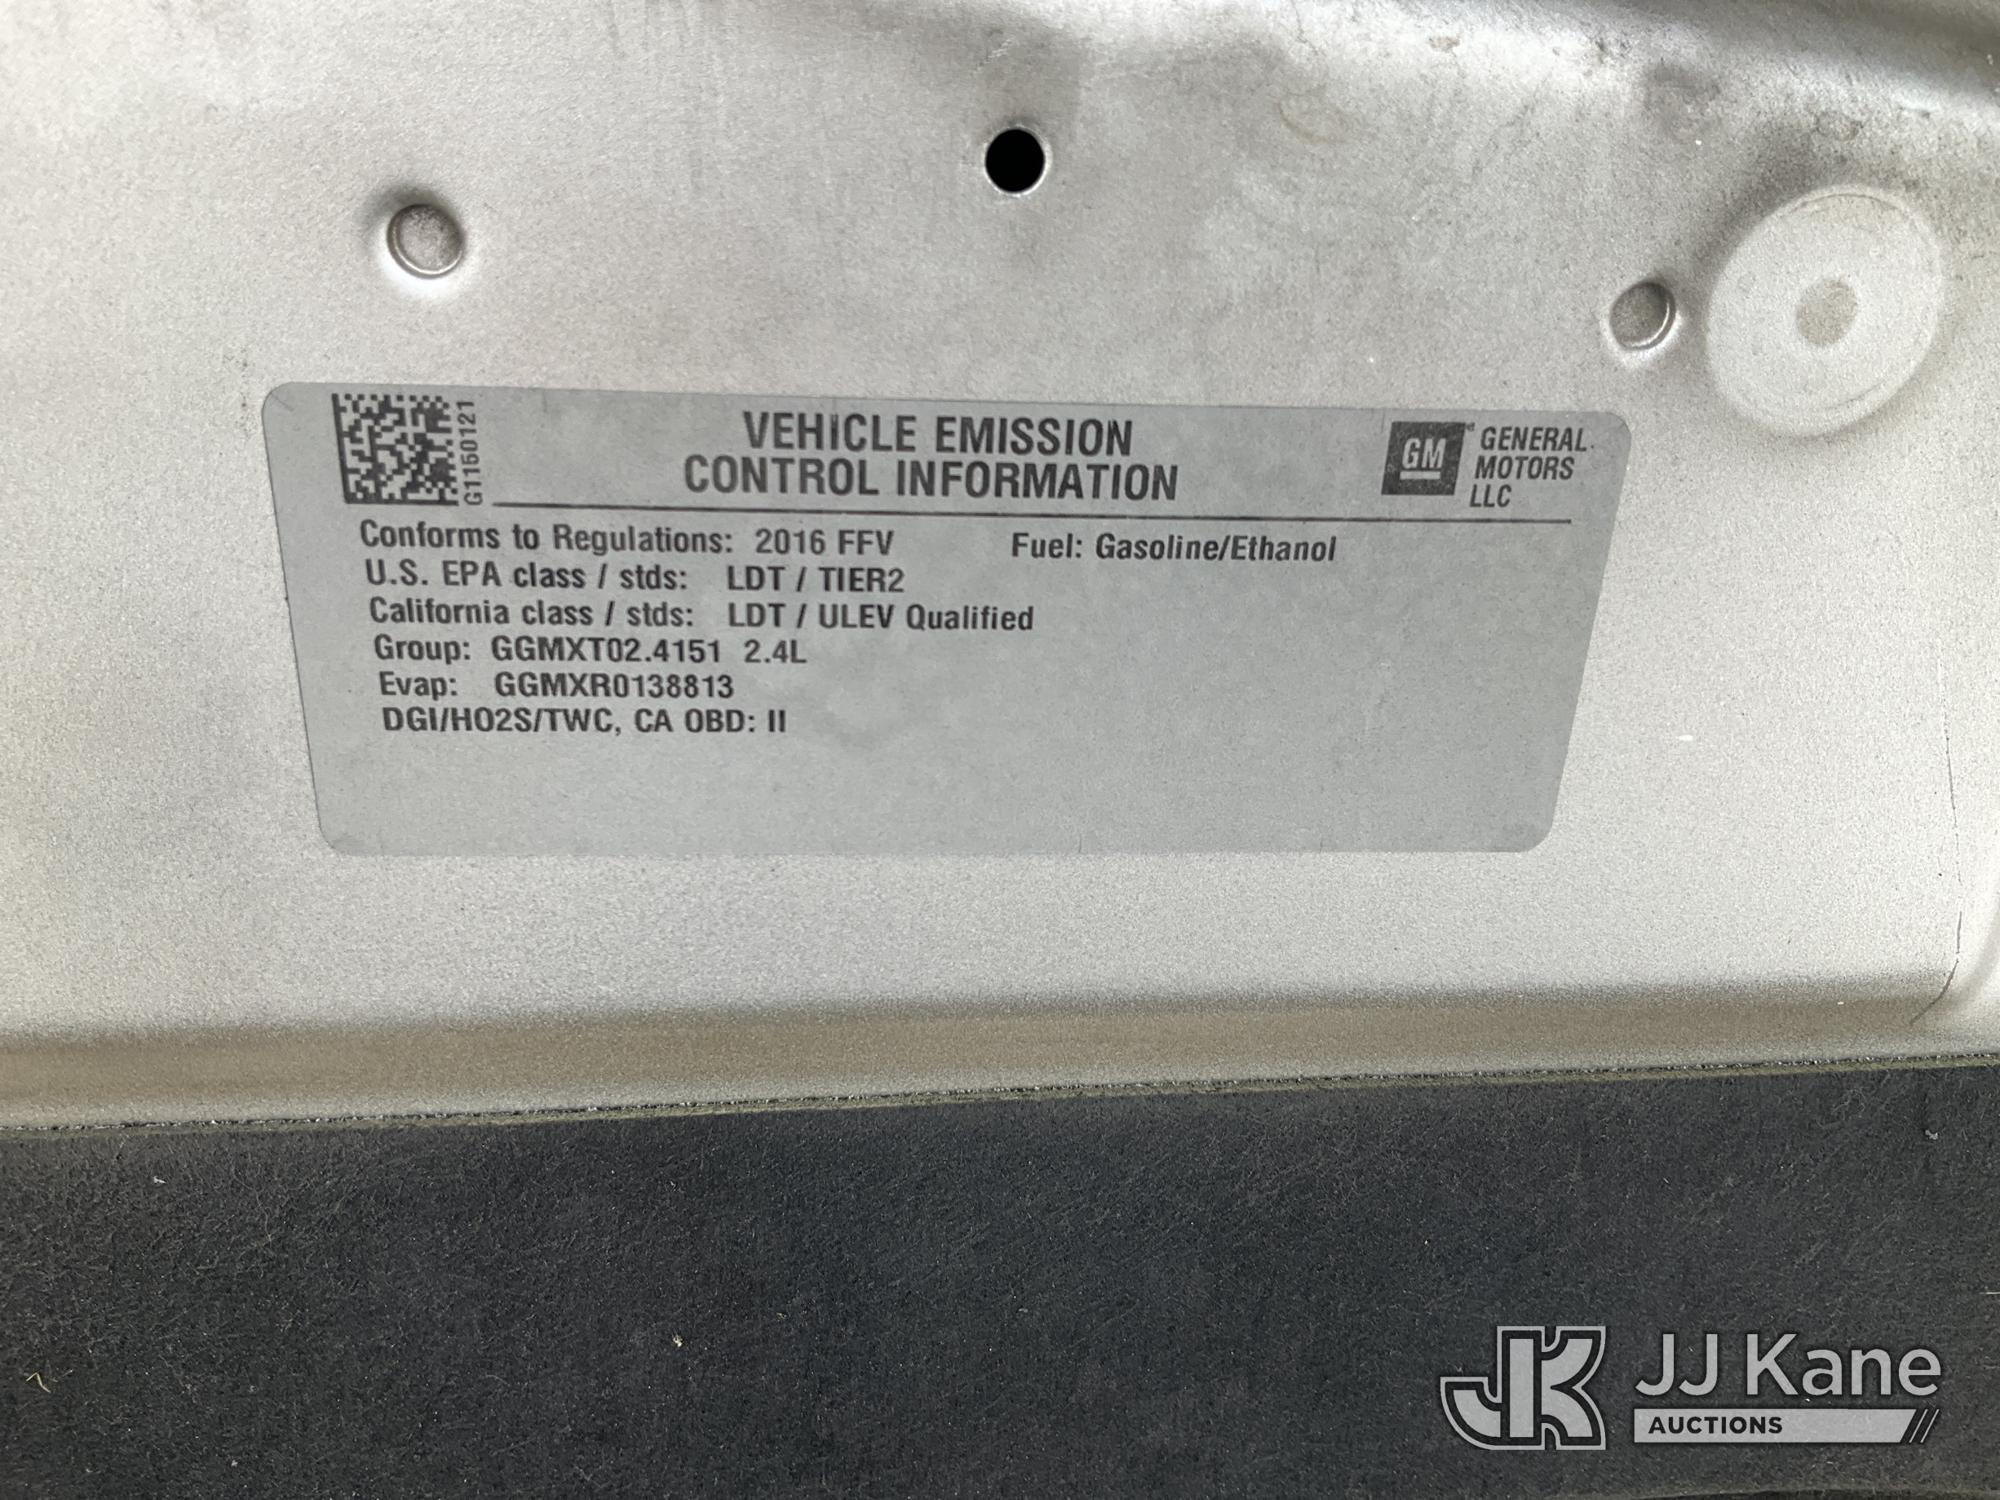 G1150121
VEHICLE EMISSION
CONTROL INFORMATION
GM
GENERAL
MOTORS
LLC
Conforms to Regulations: 2016 FFV Fuel: Gasoline/Ethanol
U.S. EPA class / stds: LDT / TIER2
California class / stds: LDT / ULEV Qualified
Group: GGMXT02.4151 2.4L
Evap: GGMXR0138813
DGI/HO2S/TWC, CA OBD: II
JK JJ Kane
AUCTIONS